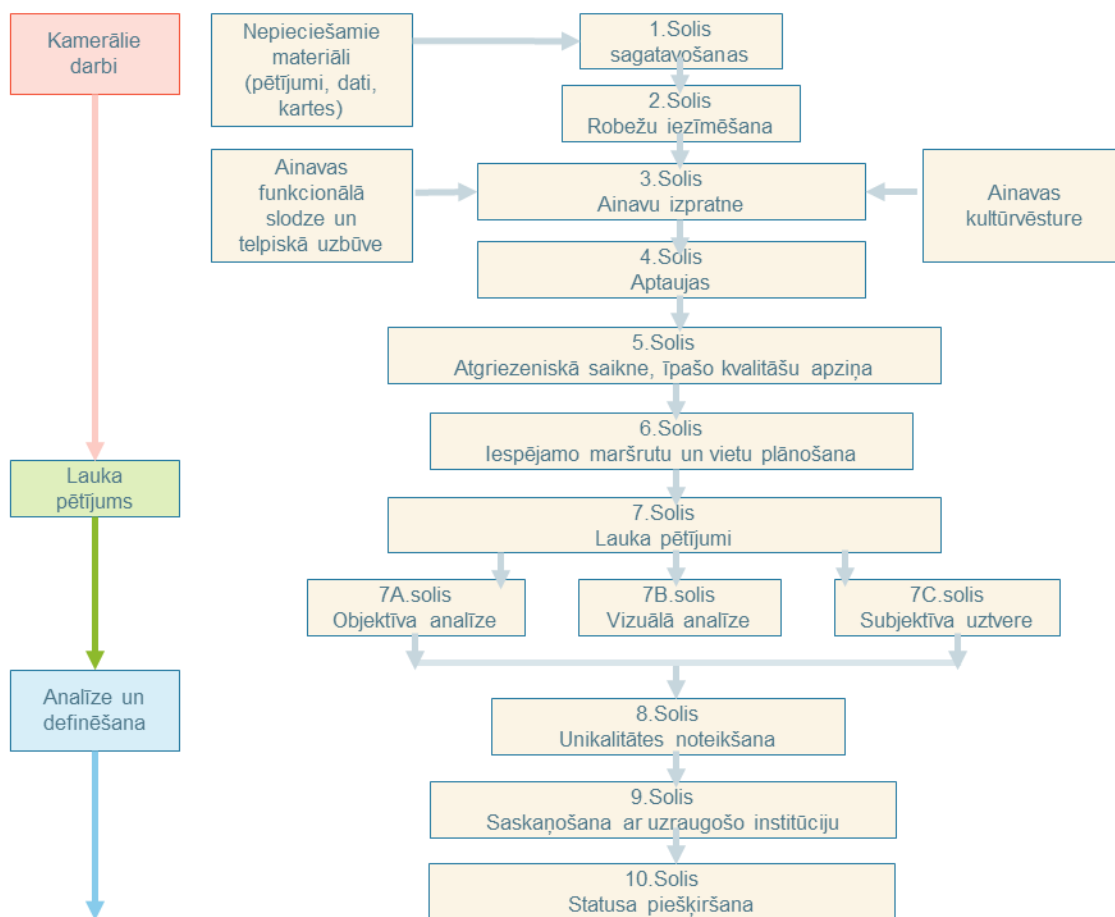 Kamerālie
darbi
Nepieciešamie
materiāli
(pētījumi, dati,
kartes)
1.Solis
sagatavošanas
2.Solis
Robežu iezīmēšana
Ainavas
funkcionālā
slodze un
telpiskā uzbūve
3.Solis
Ainavu izpratne
Ainavas
kultūrvēsture
4.Solis
Aptaujas
5.Solis
Atgriezeniskā saikne, īpašo kvalitāšu apziņa
6.Solis
Iespējamo maršrutu un vietu plānošana
Lauka
pētījums
7.Solis
Lauka pētījumi
7A.solis
Objektīva analīze
7B.solis
Vizuālā analīze
7C.solis
Subjektīva uztvere
Analīze un
definēšana
8.Solis
Unikalitātes noteikšana
9.Solis
Saskaņošana ar uzraugošo institūciju
10.Solis
Statusa piešķiršana